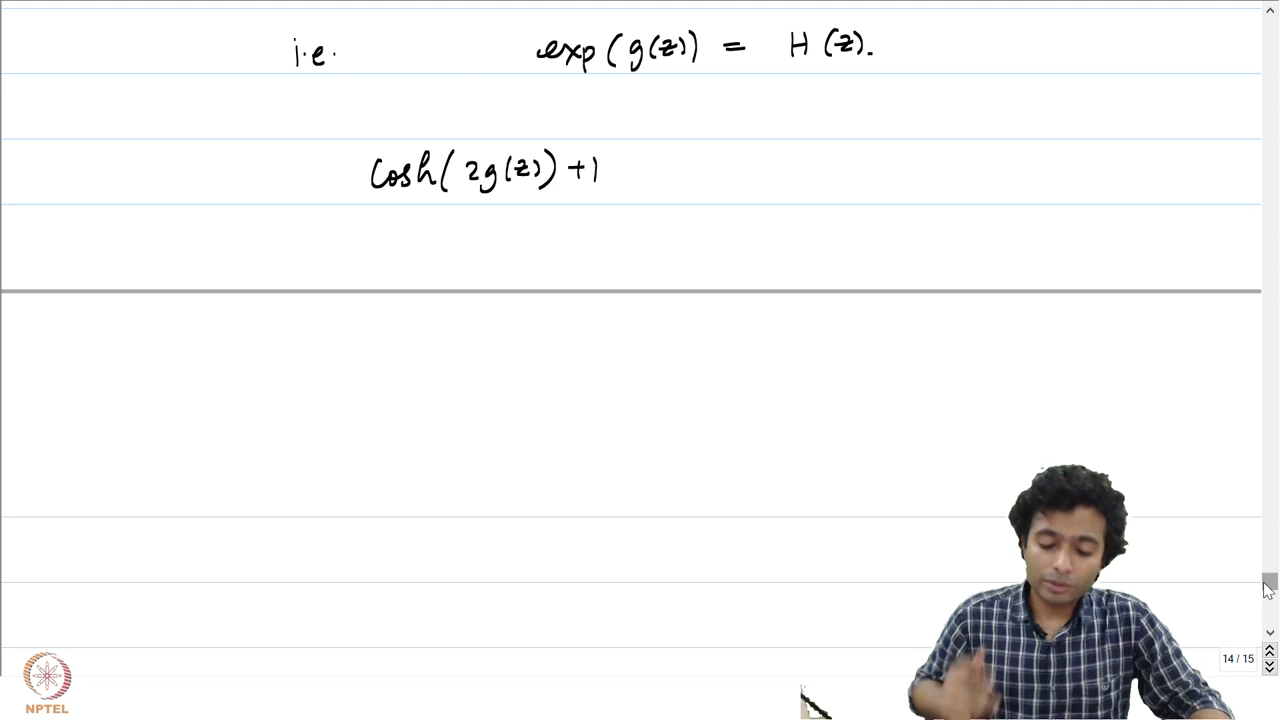 i.e. exp(g(z)) = H(z).
cosh(2g(z)) +1
14 / 15
NPTEL